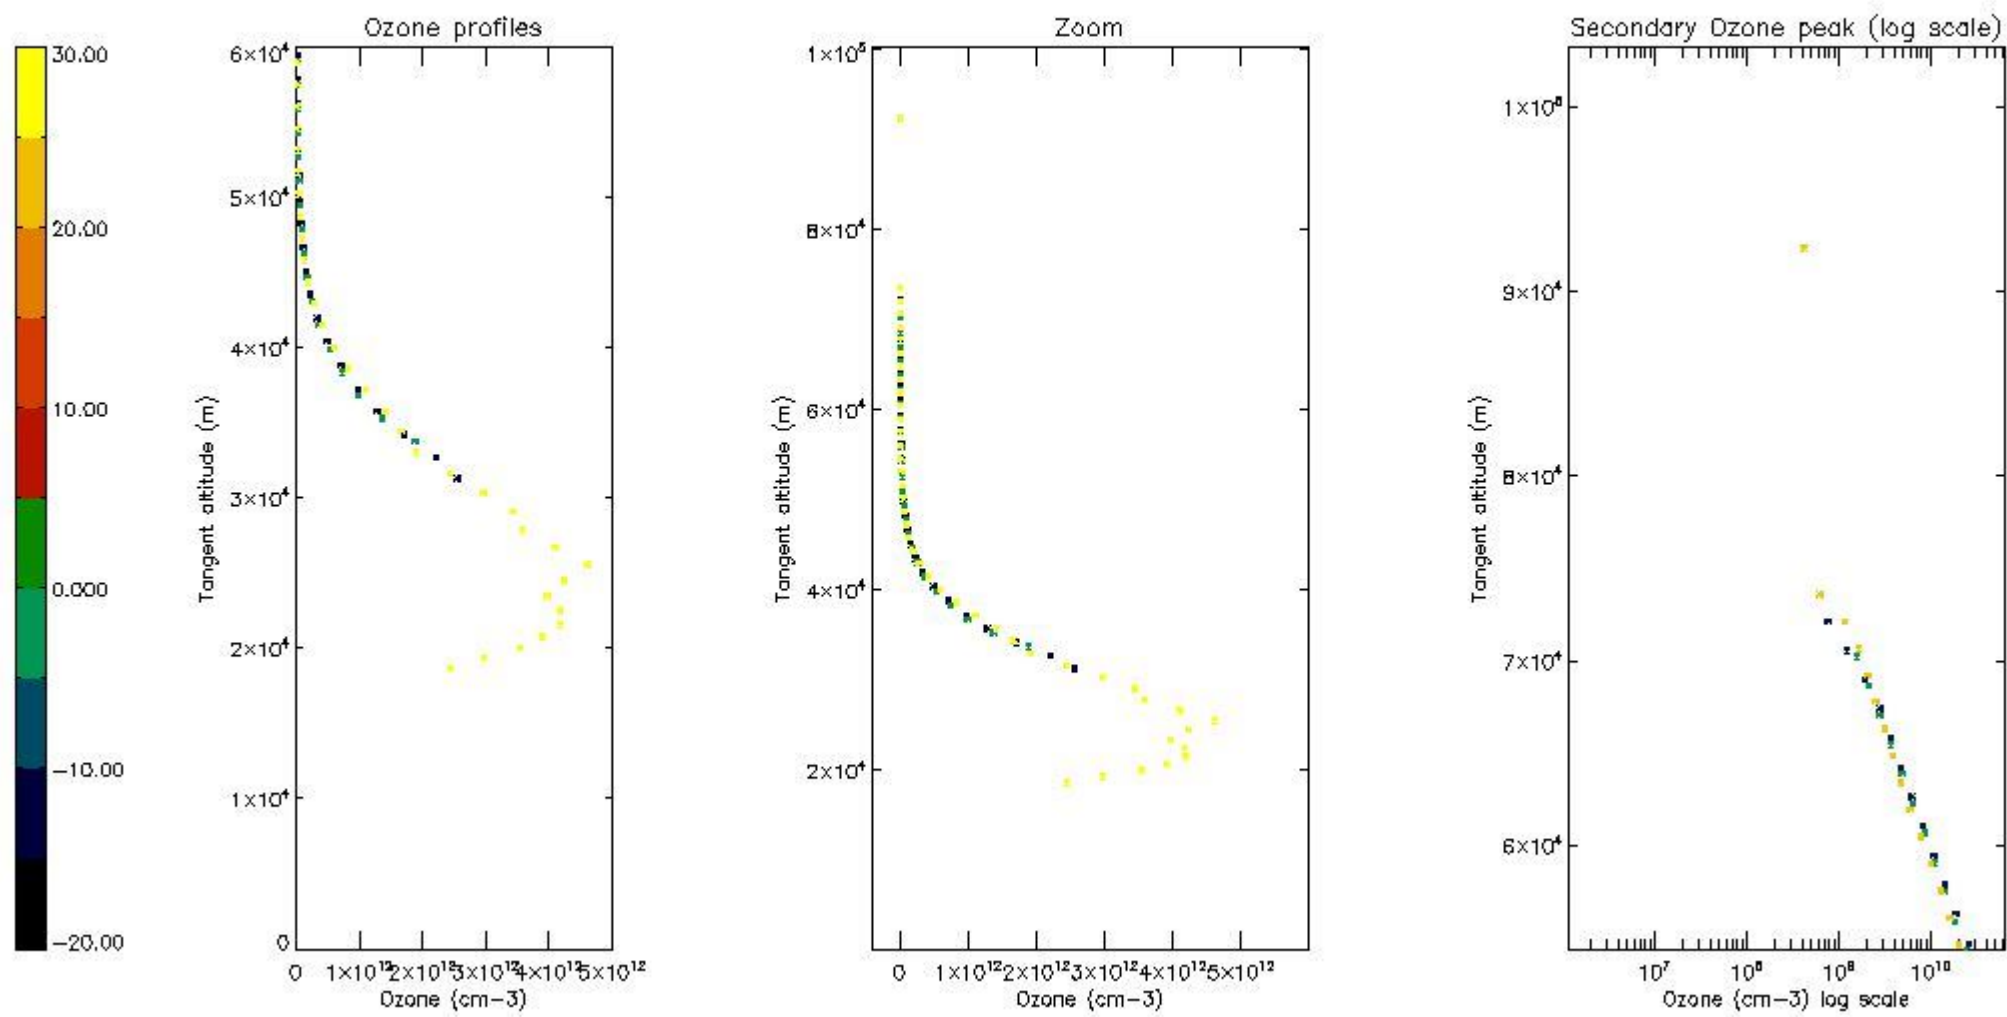 Ozone profiles
Zoom
Secondary Ozone peak (log scale)
30.00
20.00
10.00
0.000
−10.00
−20.00
6×10⁴
5×10⁴
4×10⁴
3×10⁴
2×10⁴
1×10⁴
0
Tangent altitude (m)
0 1×10¹² 2×10¹² 3×10¹² 4×10¹² 5×10¹²
Ozone (cm−3)
1×10⁵
8×10⁴
6×10⁴
4×10⁴
2×10⁴
Tangent altitude (m)
0 1×10¹² 2×10¹² 3×10¹² 4×10¹² 5×10¹²
Ozone (cm−3)
9×10⁴
8×10⁴
7×10⁴
6×10⁴
Tangent altitude (m)
10⁷ 10¹⁰
Ozone (cm−3) log scale